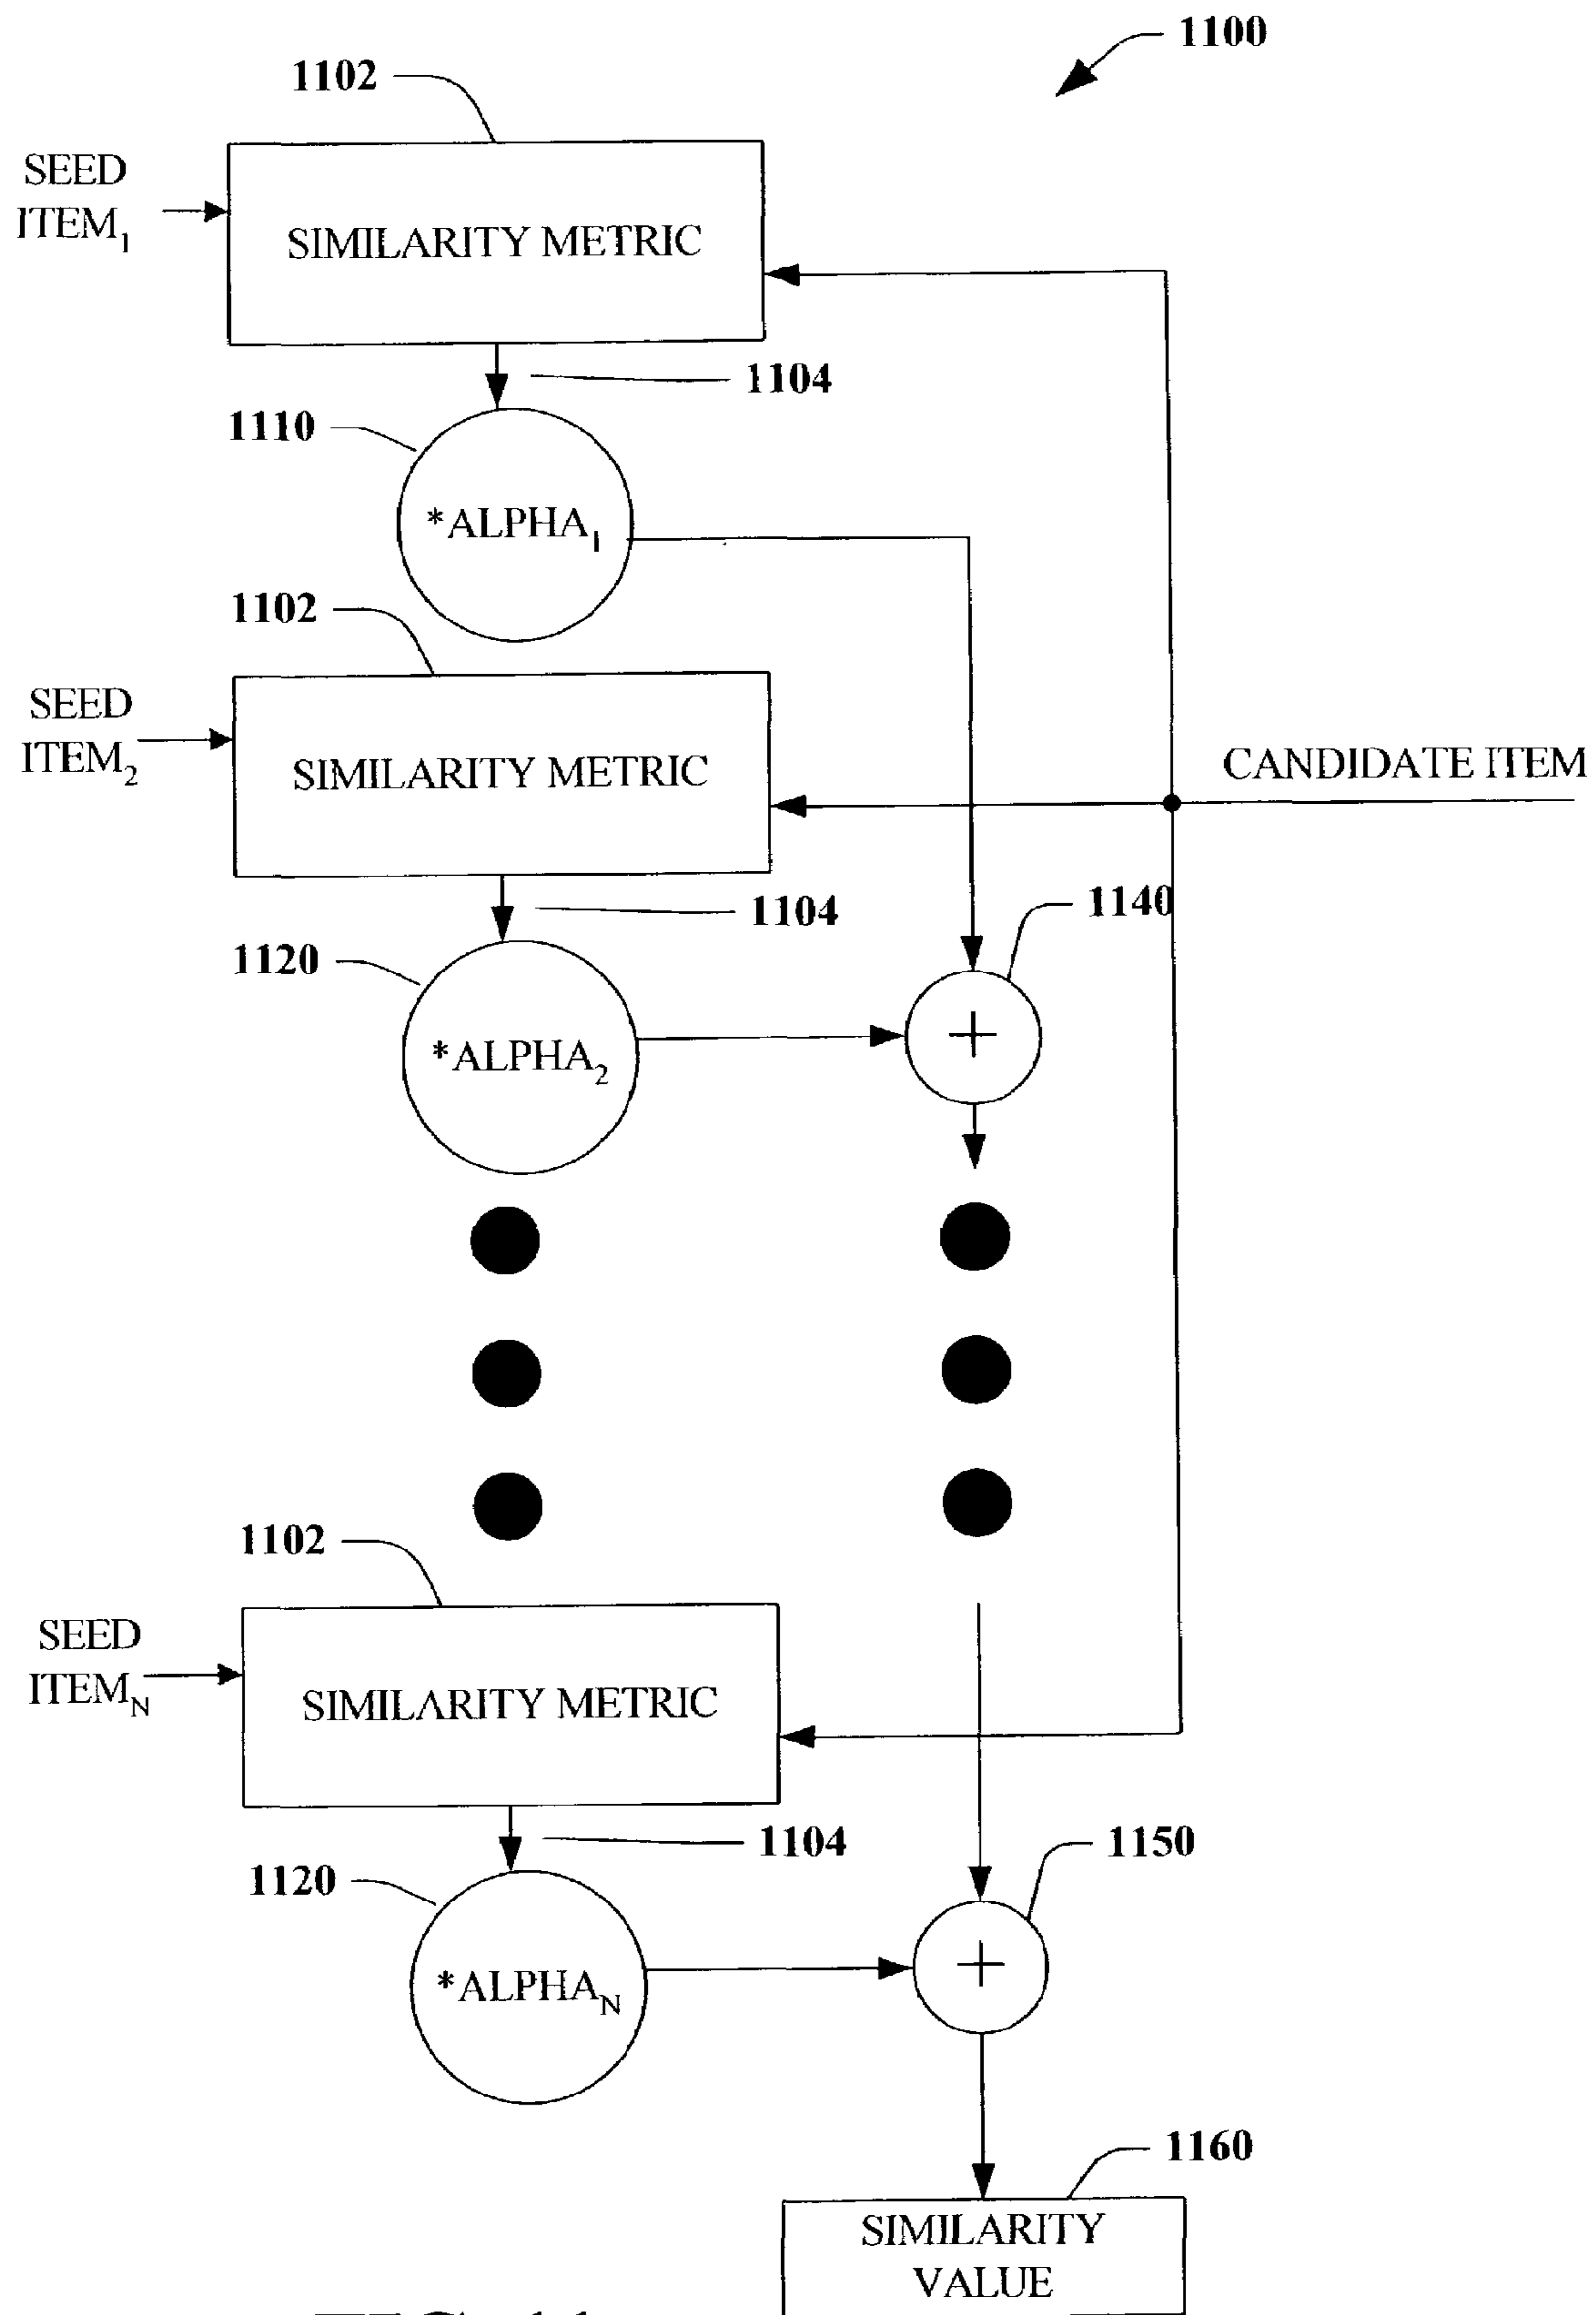 1100
1102
SEED
ITEM1
SIMILARITY METRIC
1104
1110
*ALPHA1
1102
SEED
ITEM2
SIMILARITY METRIC
CANDIDATE ITEM
1104
1140
1120
*ALPHA2
+
1102
SEED
ITEMN
SIMILARITY METRIC
1104
1150
1120
*ALPHAN
+
1160
SIMILARITY
VALUE